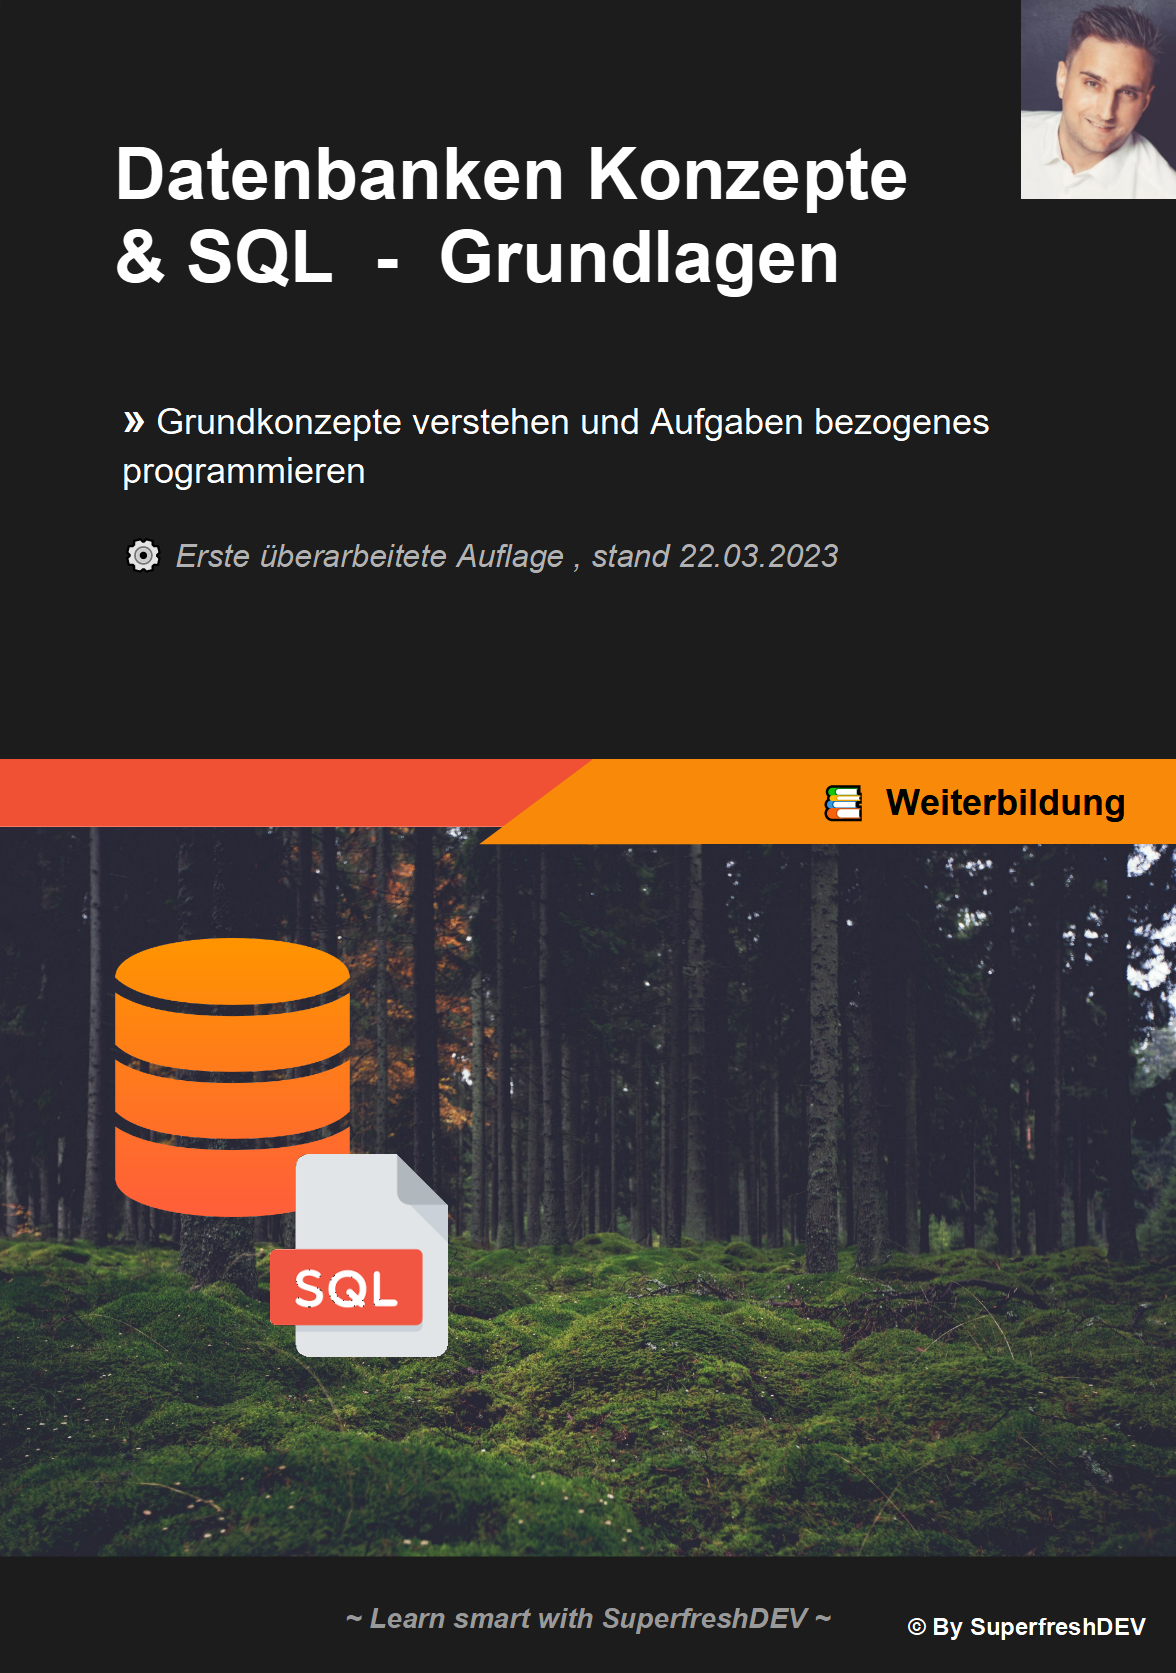 Datenbanken Konzepte
& SQL - Grundlagen
» Grundkonzepte verstehen und Aufgaben bezogenes
programmieren
Erste überarbeitete Auflage , stand 22.03.2023
Weiterbildung
SQL
~ Learn smart with SuperfreshDEV ~
© By SuperfreshDEV